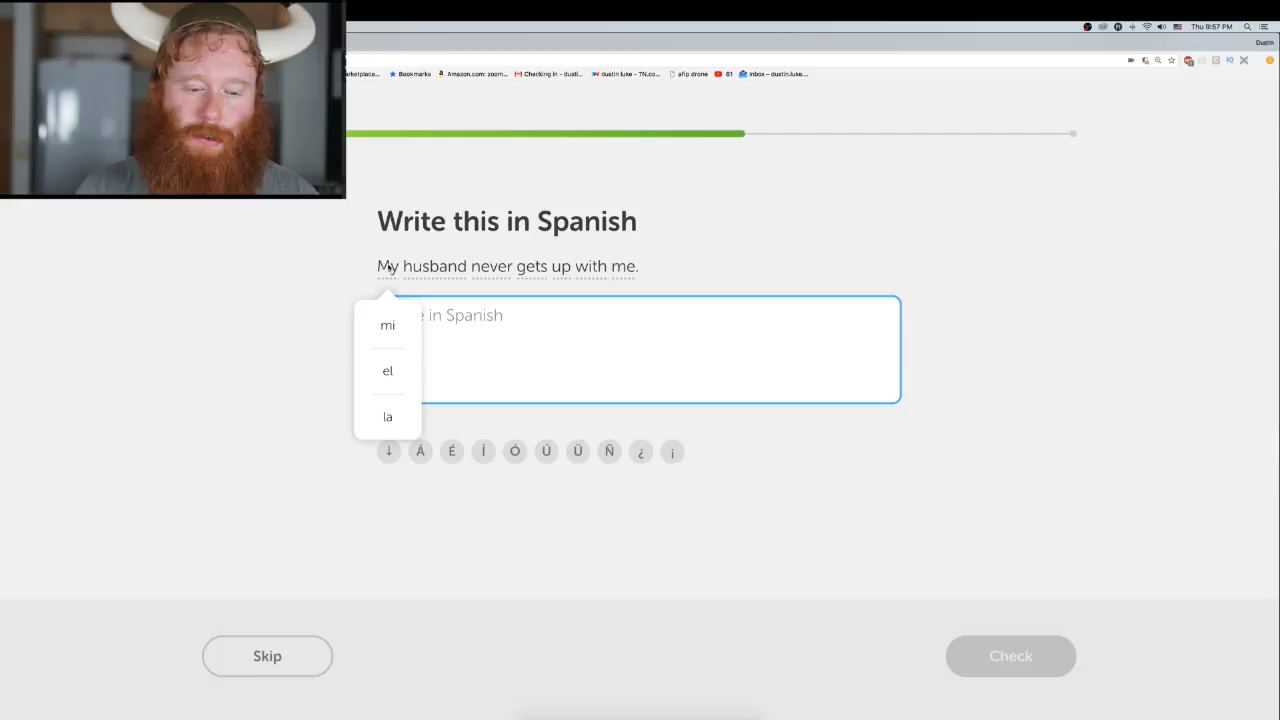 Thu 9:57 PM
Dustin
arketplace...
Bookmarks
Amazon.com: zoom...
Checking in - dusti...
dustin luke - TN.co...
afip drone
61
Inbox – dustin.luke...
Write this in Spanish
My husband never gets up with me.
e in Spanish
mi
el
la
↓ Á É Í Ó Ú Ü Ñ ¿ ¡
Skip
Check